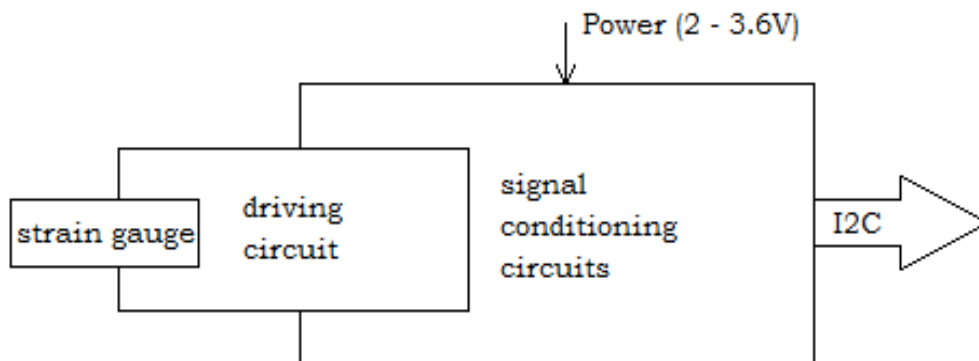 Power (2 - 3.6V)
strain gauge
driving
circuit
signal
conditioning
circuits
I2C